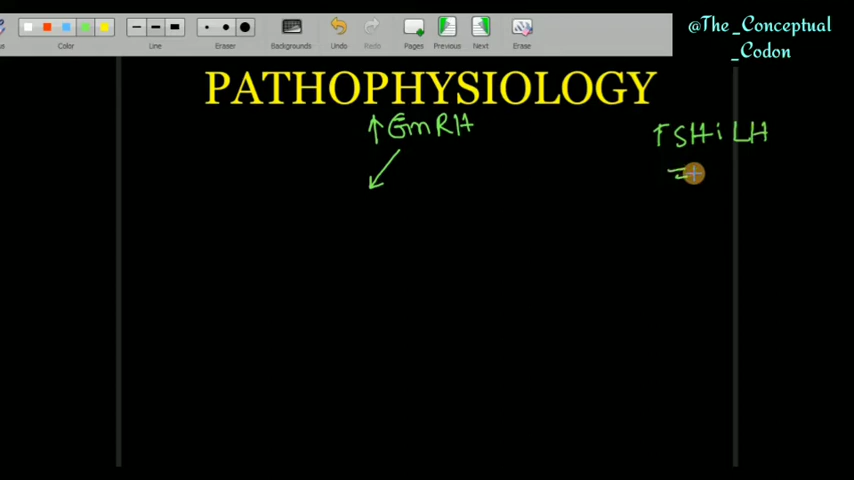 @The_Conceptual
_Codon
Color
Line
Eraser
Backgrounds
Undo
Redo
Pages
Previous
Next
Erase
PATHOPHYSIOLOGY
↑ GnRH
FSH; LH